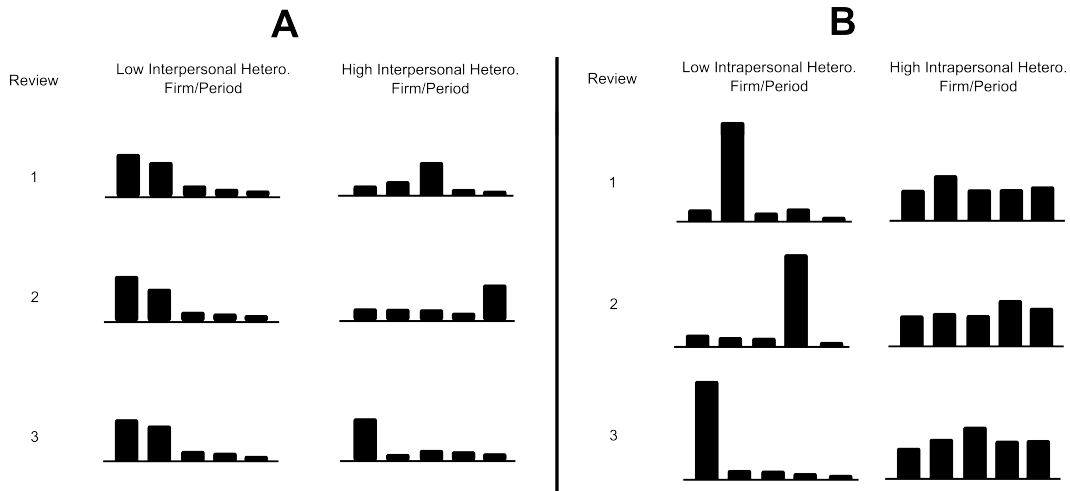 A
Review
Low Interpersonal Hetero.
Firm/Period
High Interpersonal Hetero.
Firm/Period
1
2
3
B
Review
Low Intrapersonal Hetero.
Firm/Period
High Intrapersonal Hetero.
Firm/Period
1
2
3